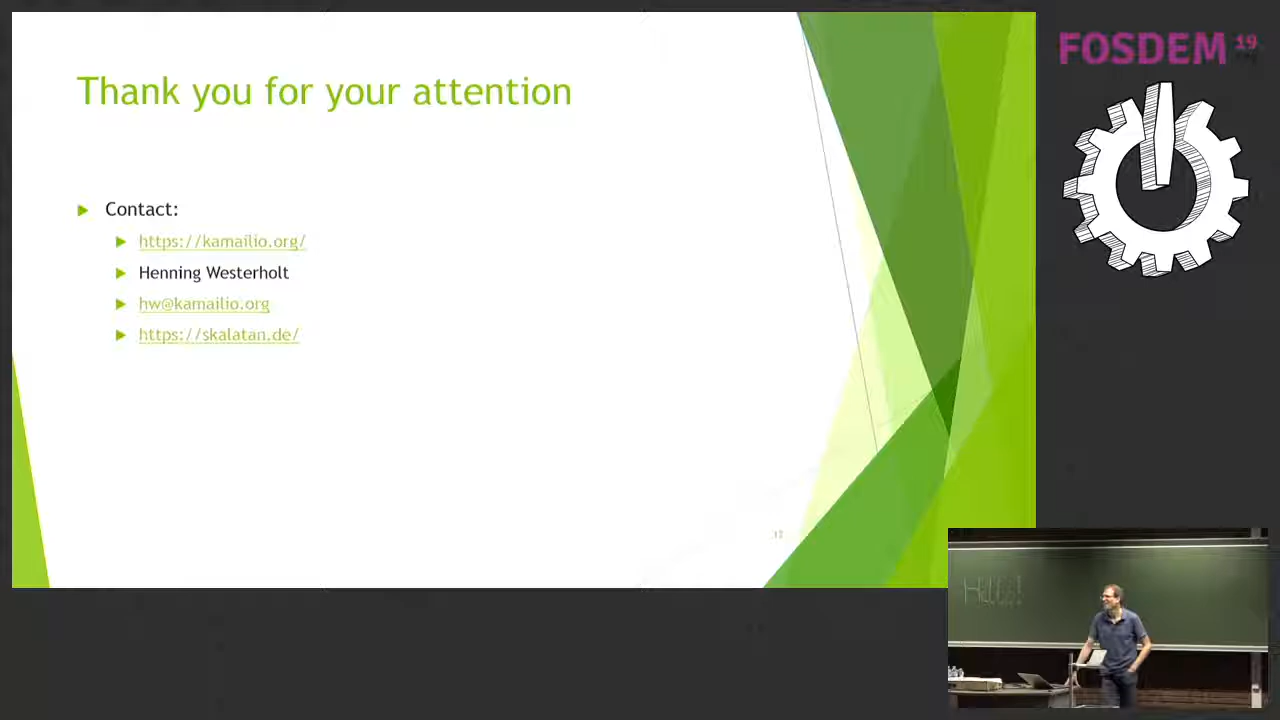 Thank you for your attention
Contact:
https://kamailio.org/
Henning Westerholt
hw@kamailio.org
https://skalatan.de/
17
FOSDEM 19